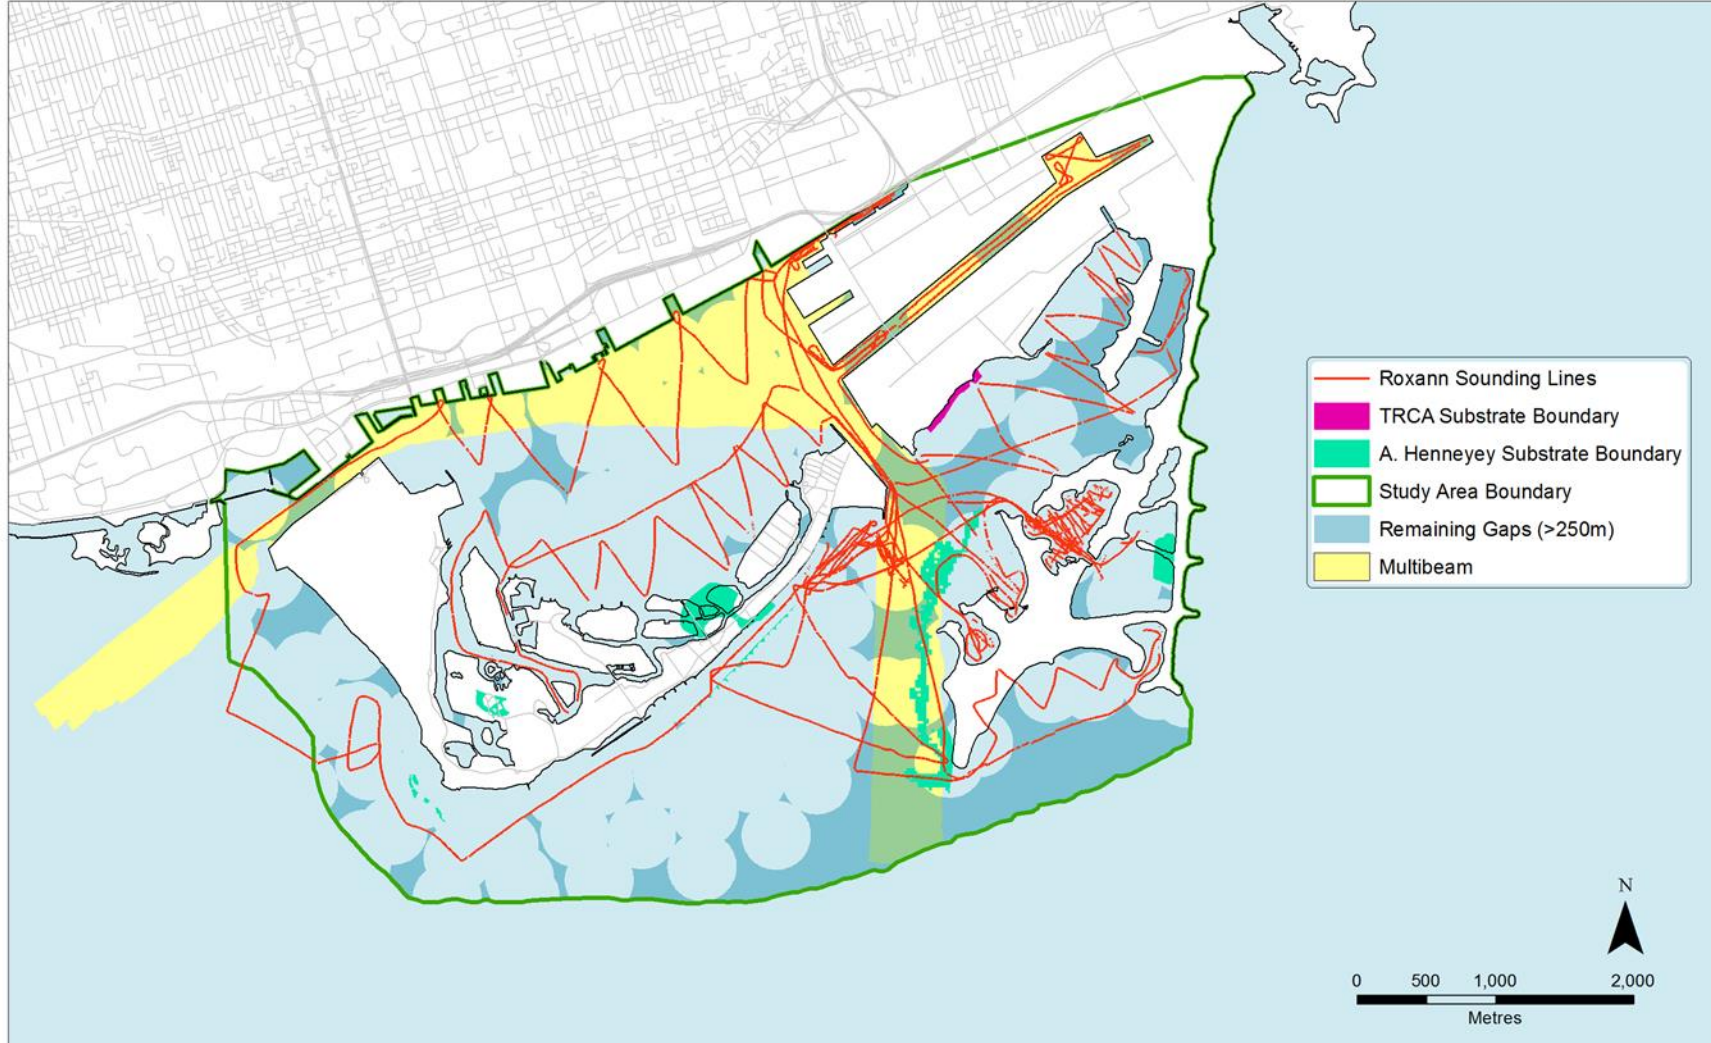 Roxann Sounding Lines
TRCA Substrate Boundary
A. Henneyey Substrate Boundary
Study Area Boundary
Remaining Gaps (>250m)
Multibeam
N
0 500 1,000 2,000
Metres